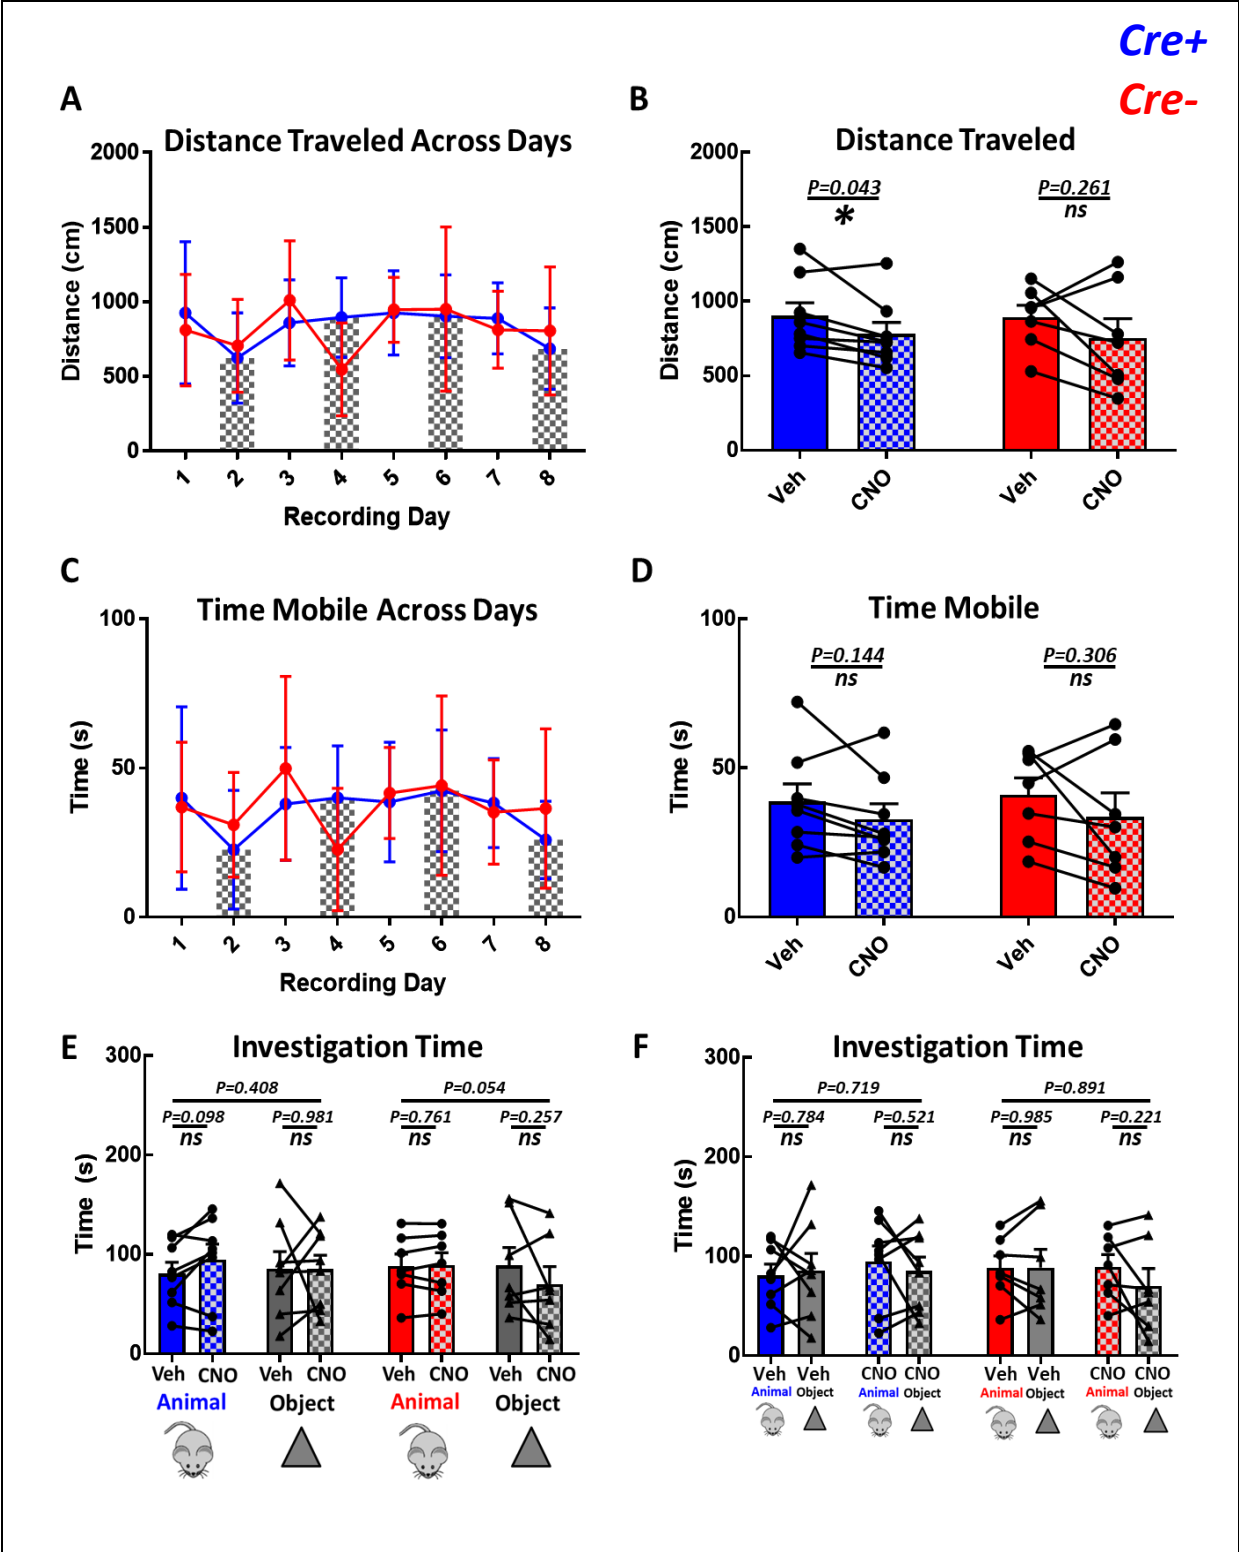 Cre+
Cre-
A
Distance Traveled Across Days
2000
1500
1000
500
0
Distance (cm)
1 2 3 4 5 6 7 8
Recording Day
B
Distance Traveled
2000
1500
1000
500
0
Distance (cm)
P=0.043
*
P=0.261
ns
Veh CNO Veh CNO
C
Time Mobile Across Days
100
50
0
Time (s)
1 2 3 4 5 6 7 8
Recording Day
D
Time Mobile
100
50
0
Time (s)
P=0.144
ns
P=0.306
ns
Veh CNO Veh CNO
E
Investigation Time
300
200
100
0
Time (s)
P=0.408
P=0.054
P=0.098 P=0.981 P=0.761 P=0.257
ns ns ns ns
Veh CNO Veh CNO Veh CNO Veh CNO
Animal Object Animal Object
F
Investigation Time
300
200
100
0
Time (s)
P=0.719
P=0.891
P=0.784 P=0.521 P=0.985 P=0.221
ns ns ns ns
Veh Veh CNO CNO Veh Veh CNO CNO
Animal Object Animal Object Animal Object Animal Object